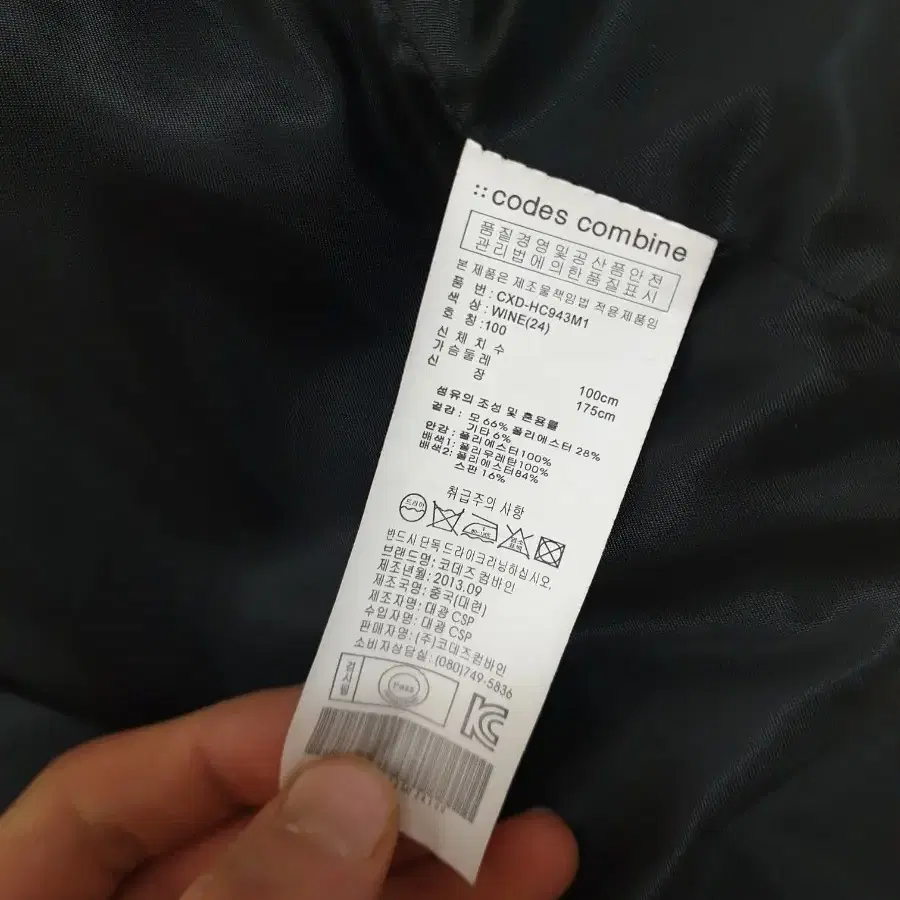 ::codes combine
품질경영및공산품안전
관리법에의한품질표시
본 제품은 제조물책임법 적용제품임
품 번 : CXD-HC943M1
색 상 : WINE(24)
호 칭 : 100
신 체 치 수
가 슴 둘 레 100cm
신 장 175cm
섬유의 조성 및 혼용률
겉감 : 모 66% 폴리에스터 28%
기타 6%
안감 : 폴리에스터100%
배색1: 폴리우레탄100%
배색2: 폴리에스터84%
스판 16%
취급주의 사항
드라이
염소
표백
반드시 단독 드라이크리닝하십시오.
브랜드명: 코데즈 컴바인
제조년월: 2013.09
제조국명: 중국(대련)
제조자명: 대광 CSP
수입자명: 대광 CSP
판매자명: (주)코데즈컴바인
소비자상담실: (080)749-5836
Pass